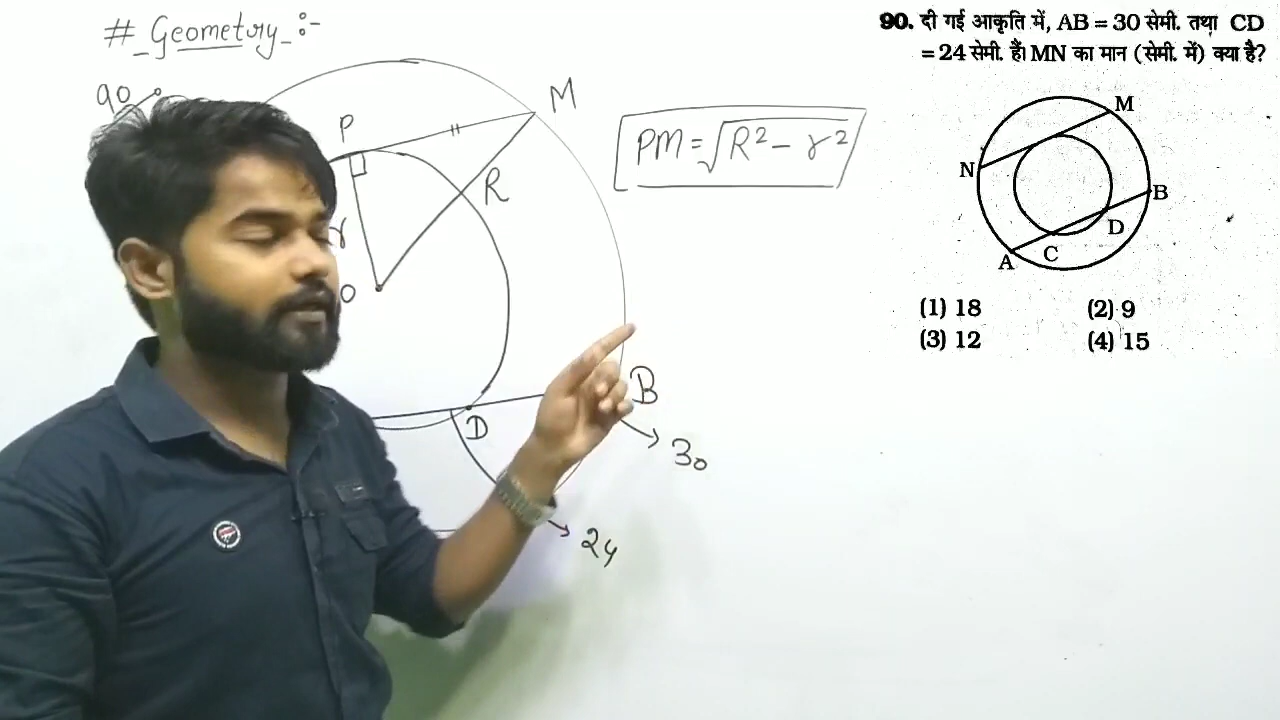 # Geometry :-
90
M
P
R
r
O
PM = √R² - r²
B
D
30
24
90. दी गई आकृति में, AB = 30 सेमी. तथा CD
= 24 सेमी. हैं। MN का मान (सेमी. में) क्या है?
M
N
B
D
C
A
(1) 18 (2) 9
(3) 12 (4) 15